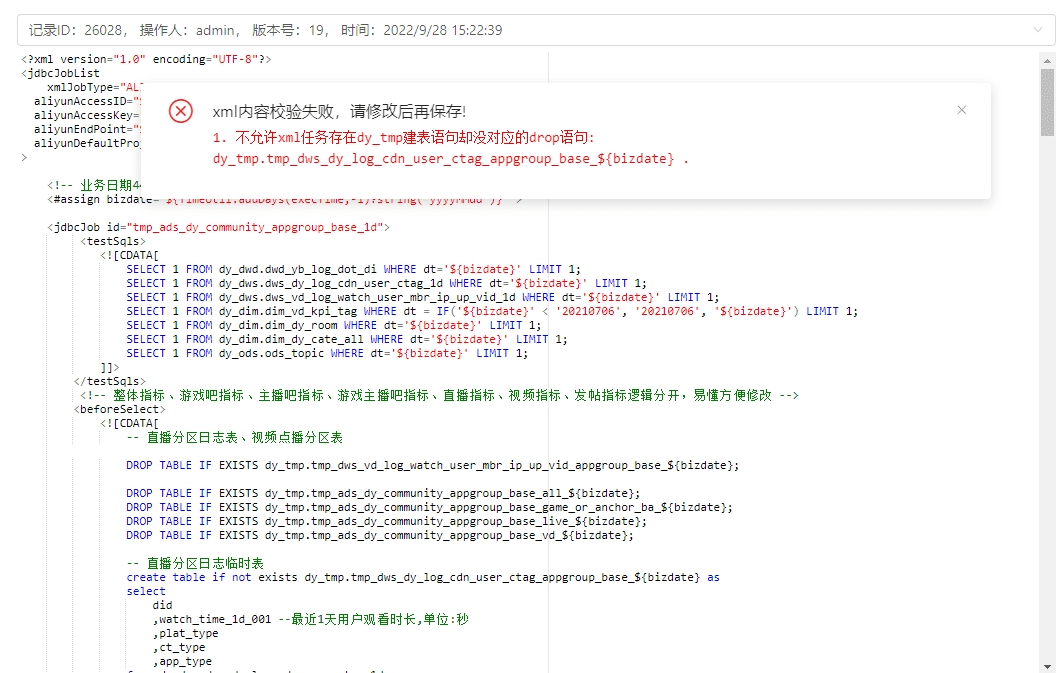 记录ID：26028， 操作人：admin， 版本号：19， 时间：2022/9/28 15:22:39
<?xml version="1.0" encoding="UTF-8"?>
<jdbcJobList
xmlJobType="AL
aliyunAccessID="
aliyunAccessKey=
aliyunEndPoint="
aliyunDefaultPro
>
xml内容校验失败，请修改后再保存!
1. 不允许xml任务存在dy_tmp建表语句却没对应的drop语句:
dy_tmp.tmp_dws_dy_log_cdn_user_ctag_appgroup_base_${bizdate} .
<!-- 业务日期
<#assign bizdate="${TimeUtil.addDays(execTime,-1)?string("yyyyMMdd")}" >
<jdbcJob id="tmp_ads_dy_community_appgroup_base_1d">
<testSqls>
<![CDATA[
SELECT 1 FROM dy_dwd.dwd_yb_log_dot_di WHERE dt='${bizdate}' LIMIT 1;
SELECT 1 FROM dy_dws.dws_dy_log_cdn_user_ctag_1d WHERE dt='${bizdate}' LIMIT 1;
SELECT 1 FROM dy_dws.dws_vd_log_watch_user_mbr_ip_up_vid_1d WHERE dt='${bizdate}' LIMIT 1;
SELECT 1 FROM dy_dim.dim_vd_kpi_tag WHERE dt = IF('${bizdate}' < '20210706', '20210706', '${bizdate}') LIMIT 1;
SELECT 1 FROM dy_dim.dim_dy_room WHERE dt='${bizdate}' LIMIT 1;
SELECT 1 FROM dy_dim.dim_dy_cate_all WHERE dt='${bizdate}' LIMIT 1;
SELECT 1 FROM dy_ods.ods_topic WHERE dt='${bizdate}' LIMIT 1;
]]>
</testSqls>
<!-- 整体指标、游戏吧指标、主播吧指标、游戏主播吧指标、直播指标、视频指标、发帖指标逻辑分开，易懂方便修改 -->
<beforeSelect>
<![CDATA[
-- 直播分区日志表、视频点播分区表
DROP TABLE IF EXISTS dy_tmp.tmp_dws_vd_log_watch_user_mbr_ip_up_vid_appgroup_base_${bizdate};
DROP TABLE IF EXISTS dy_tmp.tmp_ads_dy_community_appgroup_base_all_${bizdate};
DROP TABLE IF EXISTS dy_tmp.tmp_ads_dy_community_appgroup_base_game_or_anchor_ba_${bizdate};
DROP TABLE IF EXISTS dy_tmp.tmp_ads_dy_community_appgroup_base_live_${bizdate};
DROP TABLE IF EXISTS dy_tmp.tmp_ads_dy_community_appgroup_base_vd_${bizdate};
-- 直播分区日志临时表
create table if not exists dy_tmp.tmp_dws_dy_log_cdn_user_ctag_appgroup_base_${bizdate} as
select
did
,watch_time_1d_001 --最近1天用户观看时长,单位:秒
,plat_type
,ct_type
,app_type